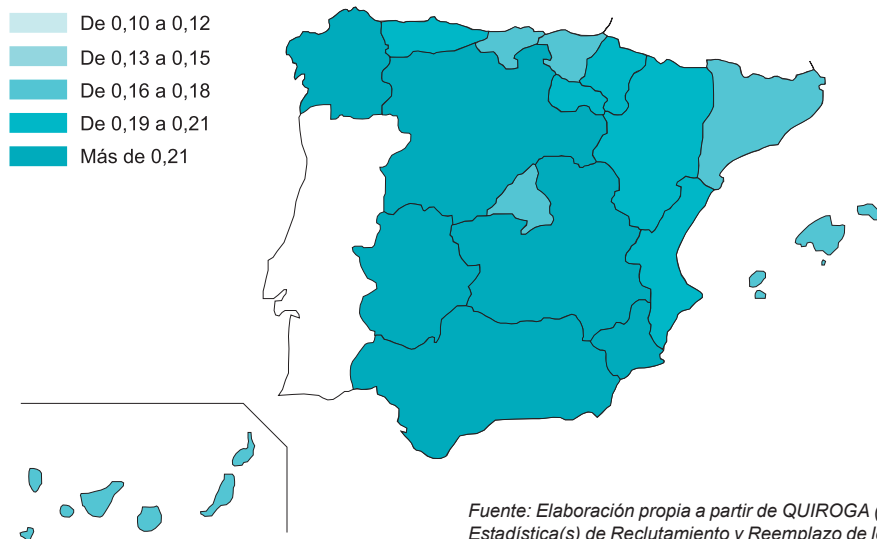 De 0,10 a 0,12
De 0,13 a 0,15
De 0,16 a 0,18
De 0,19 a 0,21
Más de 0,21
Fuente: Elaboración propia a partir de QUIROGA (
Estadística(s) de Reclutamiento y Reemplazo de lo